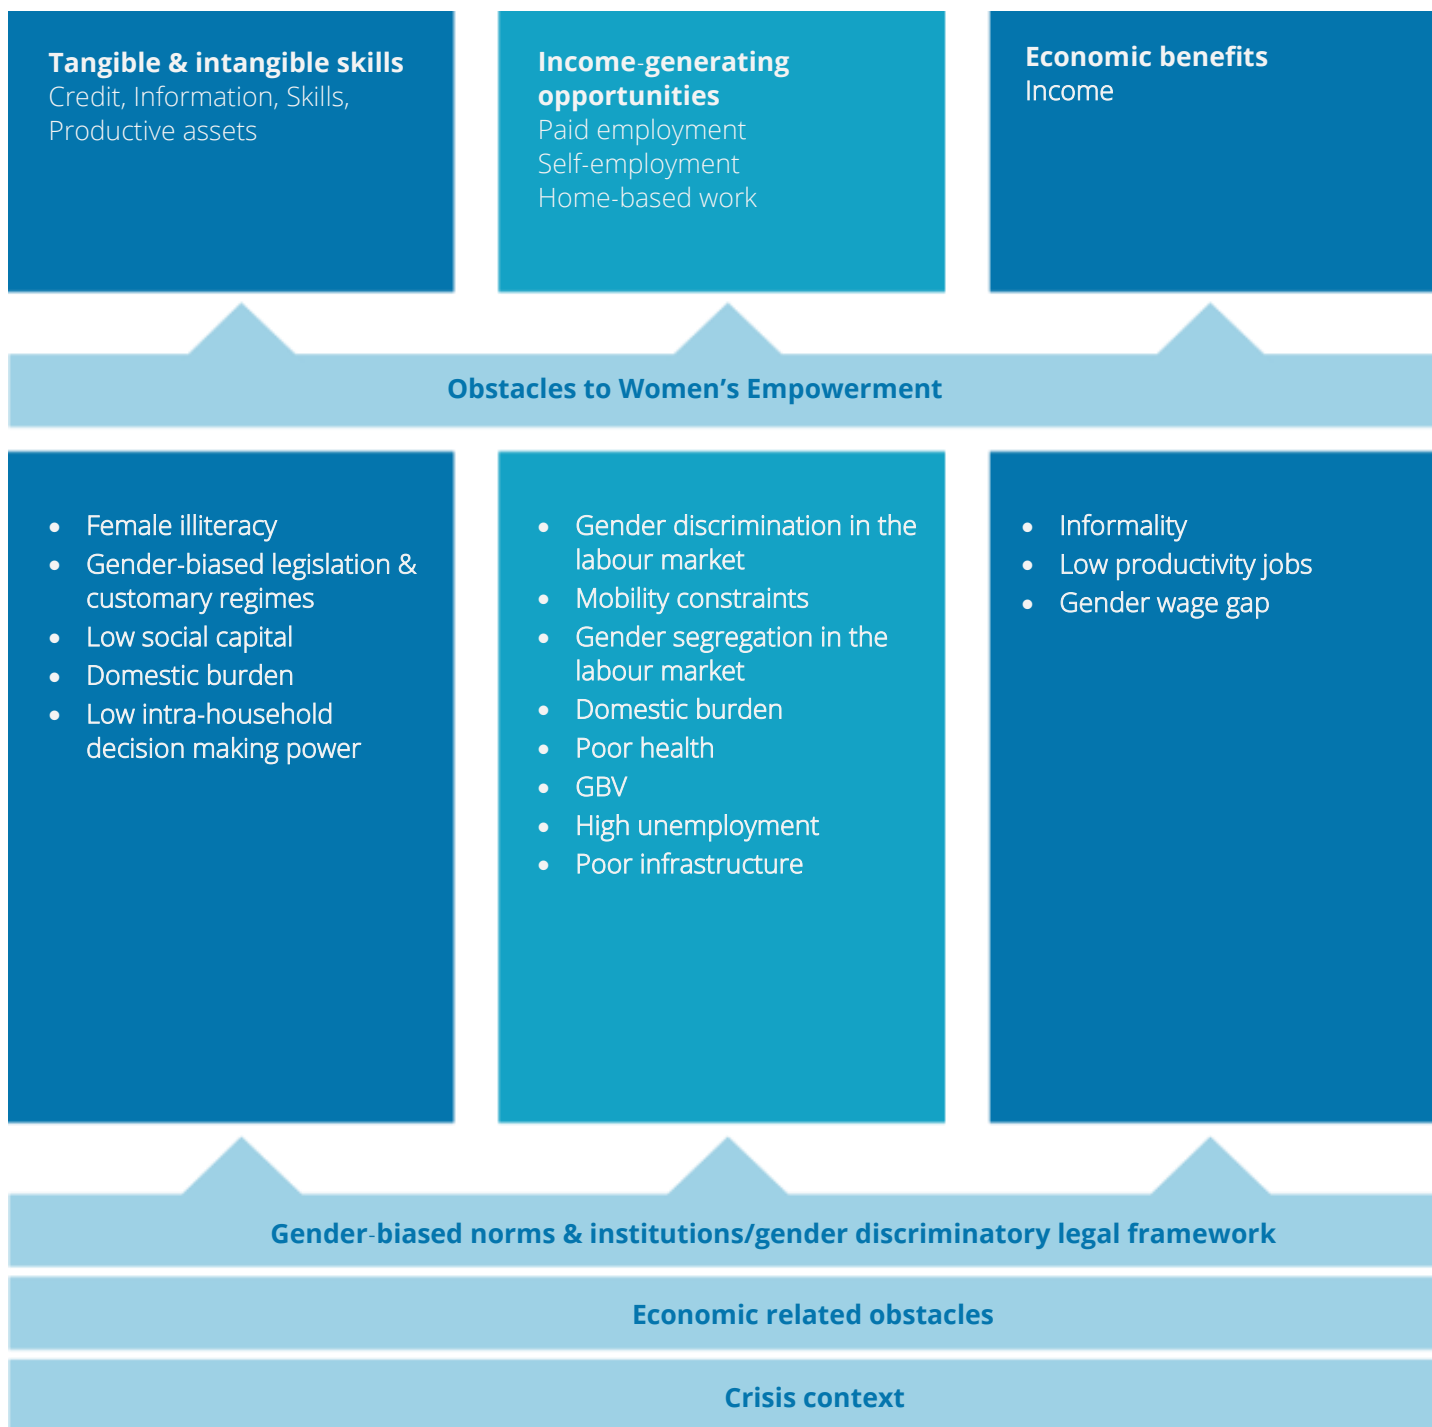 Tangible & intangible skills
Credit, Information, Skills,
Productive assets
Income-generating
opportunities
Paid employment
Self-employment
Home-based work
Economic benefits
Income
Obstacles to Women’s Empowerment
• Female illiteracy
• Gender-biased legislation &
customary regimes
• Low social capital
• Domestic burden
• Low intra-household
decision making power
• Gender discrimination in the
labour market
• Mobility constraints
• Gender segregation in the
labour market
• Domestic burden
• Poor health
• GBV
• High unemployment
• Poor infrastructure
• Informality
• Low productivity jobs
• Gender wage gap
Gender-biased norms & institutions/gender discriminatory legal framework
Economic related obstacles
Crisis context